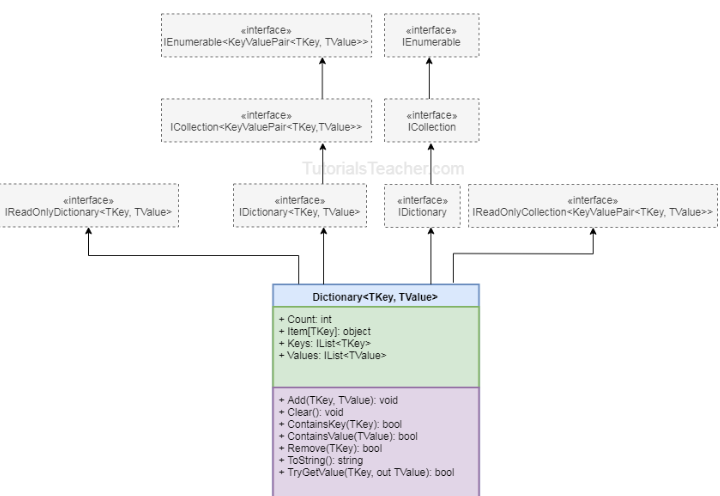 «interface»
IEnumerable<KeyValuePair<TKey, TValue>>
«interface»
IEnumerable
«interface»
ICollection<KeyValuePair<TKey,TValue>>
«interface»
ICollection
TutorialsTeacher.com
«interface»
IReadOnlyDictionary<TKey, TValue>
«interface»
IDictionary<TKey, TValue>
«interface»
IDictionary
«interface»
IReadOnlyCollection<KeyValuePair<TKey, TValue>>
Dictionary<TKey, TValue>
+ Count: int
+ Item[TKey]: object
+ Keys: IList<TKey>
+ Values: IList<TValue>
+ Add(TKey, TValue): void
+ Clear(): void
+ ContainsKey(TKey): bool
+ ContainsValue(TValue): bool
+ Remove(TKey): bool
+ ToString(): string
+ TryGetValue(TKey, out TValue): bool